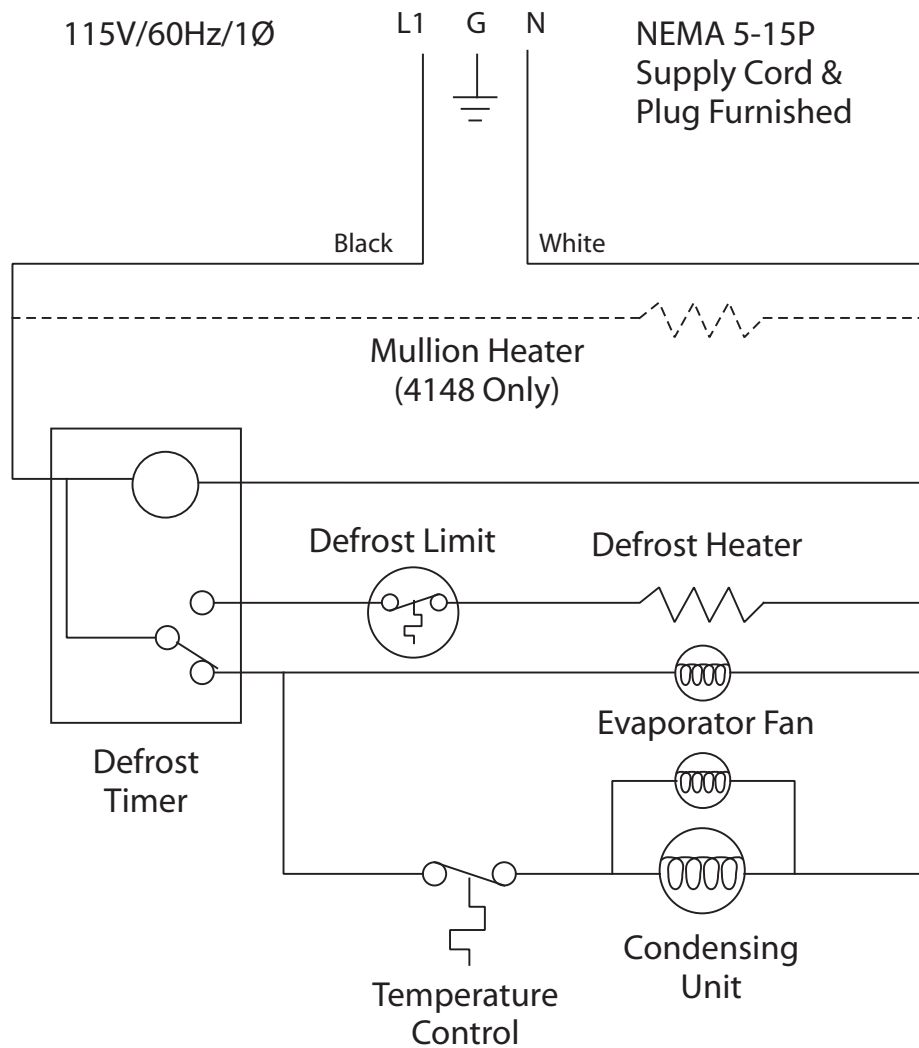 115V/60Hz/1Ø
L1 G N
NEMA 5-15P
Supply Cord &
Plug Furnished
Black
White
Mullion Heater
(4148 Only)
Defrost Limit
Defrost Heater
Evaporator Fan
Defrost
Timer
Condensing
Unit
Temperature
Control